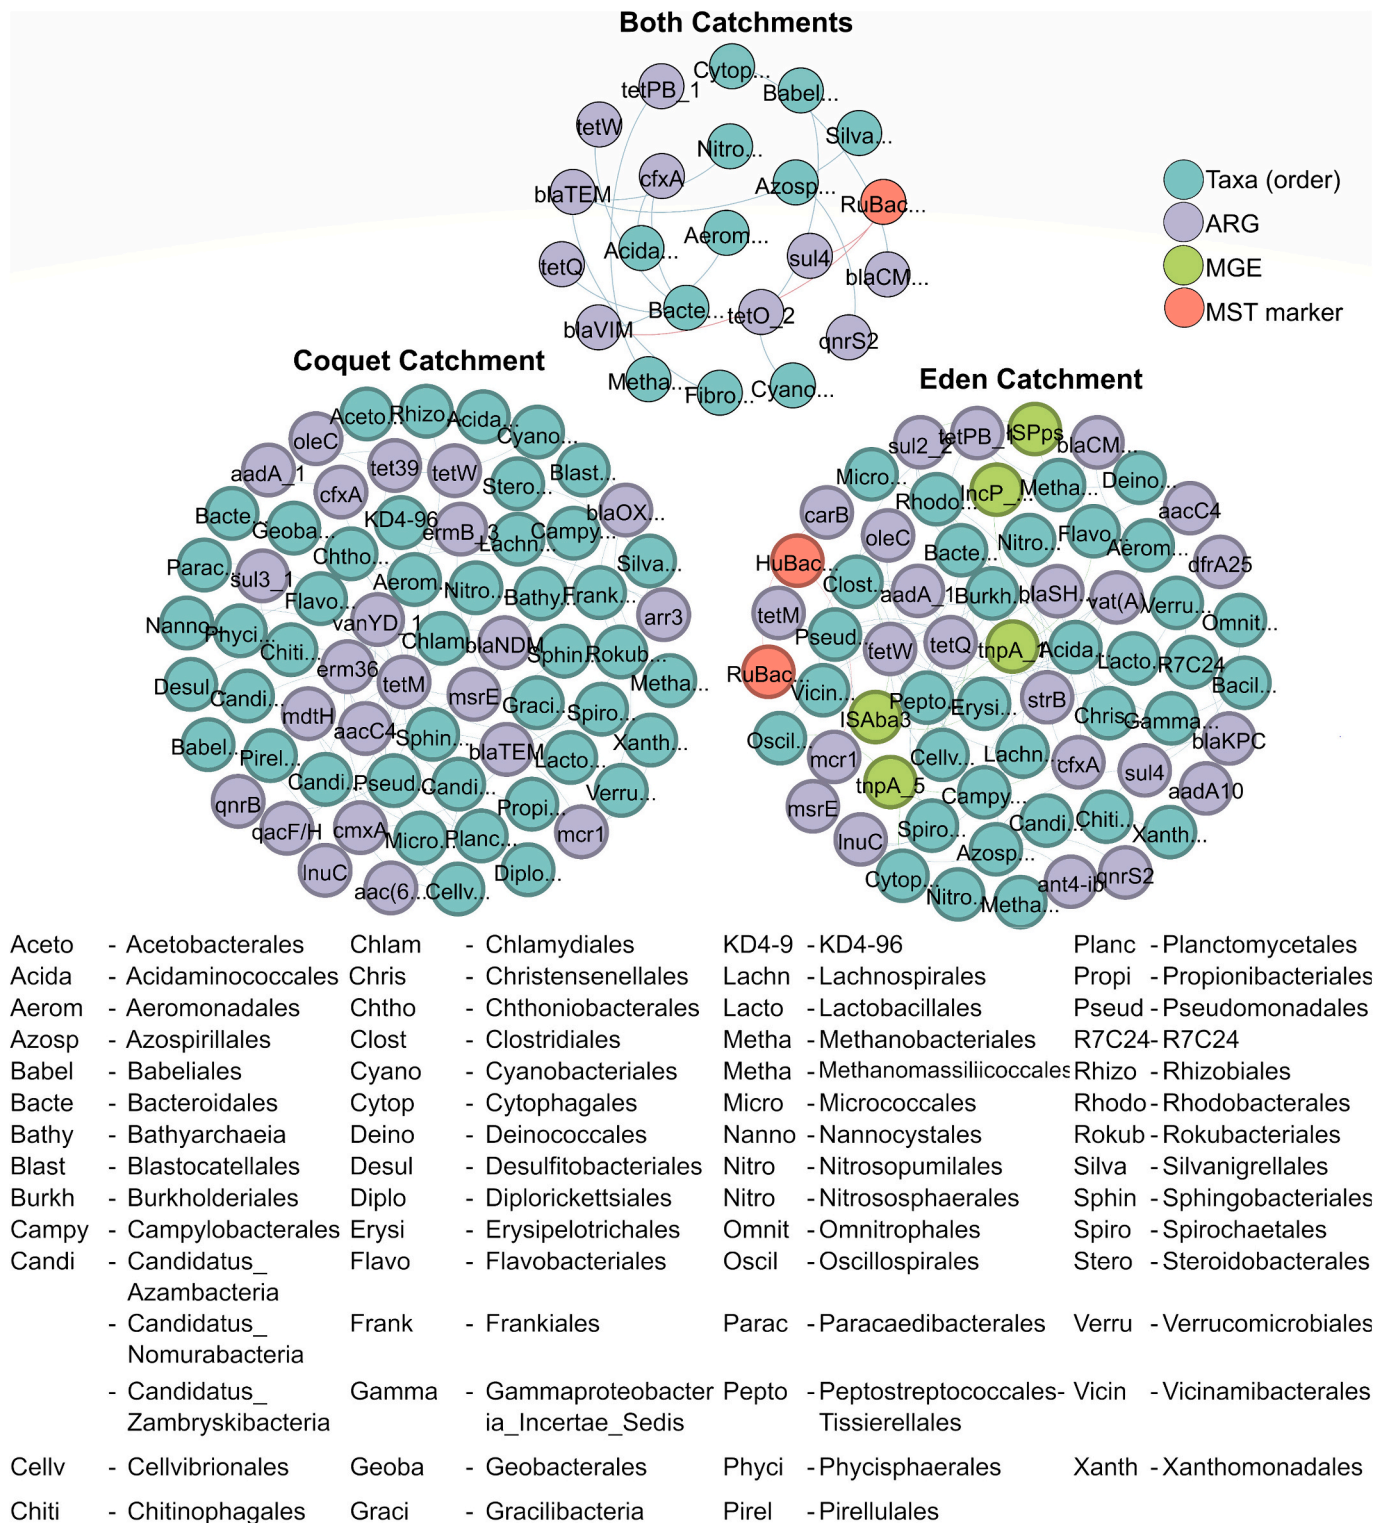 Both Catchments
Cytop...
tetPB_1
Babel...
tetW
Silva...
Nitro...
cfxA
Azosp...
blaTEM
RuBac...
Aerom...
Acida...
sul4
tetQ
blaCM...
Bacte...
tetO_2
blaVIM
qnrS2
Metha...
Fibro...
Cyano...
Taxa (order)
ARG
MGE
MST marker
Coquet Catchment
Aceto...
Rhizo...
Acida...
oleC
Cyano...
tet39
aadA_1
tetW
Blast...
cfxA
Stero...
Bacte...
KD4-96
blaOX...
Geoba...
ermB_3
Campy...
Lachn...
Chtho...
Parac...
sul3_1
Silva...
Aerom...
Nitro...
Flavo...
Bathy...
Frank...
Nanno...
vanYD_1
arr3
Phyci...
Chlam...
blaNDM
Chiti...
Sphin...
Rokub...
erm36
tetM
Metha...
Desul...
Candi...
msrE
Graci...
Spiro...
mdtH
aacC4
Sphin...
Xanth...
Babel...
blaTEM
Pirel...
Lacto...
Candi...
Pseud...
Candi...
Verru...
qnrB
Propi...
qacF/H
cmxA
Micro...
Planc...
mcr1
lnuC
Diplo...
aac(6...
Cellv...
Eden Catchment
sul2_2
tetPB_1
ISPps
blaCM...
Micro...
Rhodo...
IncP_...
Metha...
Deino...
carB
oleC
aacC4
Bacte...
Nitro...
Flavo...
Aerom...
HuBac...
dfrA25
Clost...
aadA_1
Burkh...
blaSH...
vat(A)
Verru...
tetM
Omnit...
Pseud...
tetW
tetQ
tnpA_1
Acida...
Lacto...
R7C24
RuBac...
Vicin...
Pepto...
Erysi...
strB
Bacil...
ISAba3
Chris...
Gamma...
Oscil...
blaKPC
mcr1
Cellv...
Lachn...
cfxA
sul4
tnpA_5
aadA10
msrE
Campy...
Spiro...
Candi...
Chiti...
Xanth...
lnuC
Azosp...
Cytop...
Nitro...
Metha...
ant4-ib
qnrS2
Aceto - Acetobacterales Chlam - Chlamydiales KD4-9 - KD4-96 Planc - Planctomycetales
Acida - Acidaminococcales Chris - Christensenellales Lachn - Lachnospirales Propi - Propionibacteriales
Aerom - Aeromonadales Chtho - Chthoniobacterales Lacto - Lactobacillales Pseud - Pseudomonadales
Azosp - Azospirillales Clost - Clostridiales Metha - Methanobacteriales R7C24- R7C24
Babel - Babeliales Cyano - Cyanobacteriales Metha - Methanomassiliicoccales Rhizo - Rhizobiales
Bacte - Bacteroidales Cytop - Cytophagales Micro - Micrococcales Rhodo - Rhodobacterales
Bathy - Bathyarchaeia Deino - Deinococcales Nanno - Nannocystales Rokub - Rokubacteriales
Blast - Blastocatellales Desul - Desulfitobacteriales Nitro - Nitrosopumilales Silva - Silvanigrellales
Burkh - Burkholderiales Diplo - Diplorickettsiales Nitro - Nitrososphaerales Sphin - Sphingobacteriales
Campy - Campylobacterales Erysi - Erysipelotrichales Omnit - Omnitrophales Spiro - Spirochaetales
Candi - Candidatus_ Flavo - Flavobacteriales Oscil - Oscillospirales Stero - Steroidobacterales
Azambacteria
- Candidatus_ Frank - Frankiales Parac - Paracaedibacterales Verru - Verrucomicrobiales
Nomurabacteria
- Candidatus_ Gamma - Gammaproteobacter Pepto - Peptostreptococcales- Vicin - Vicinamibacterales
Zambryskibacteria ia_Incertae_Sedis Tissierellales
Cellv - Cellvibrionales Geoba - Geobacterales Phyci - Phycisphaerales Xanth - Xanthomonadales
Chiti - Chitinophagales Graci - Gracilibacteria Pirel - Pirellulales